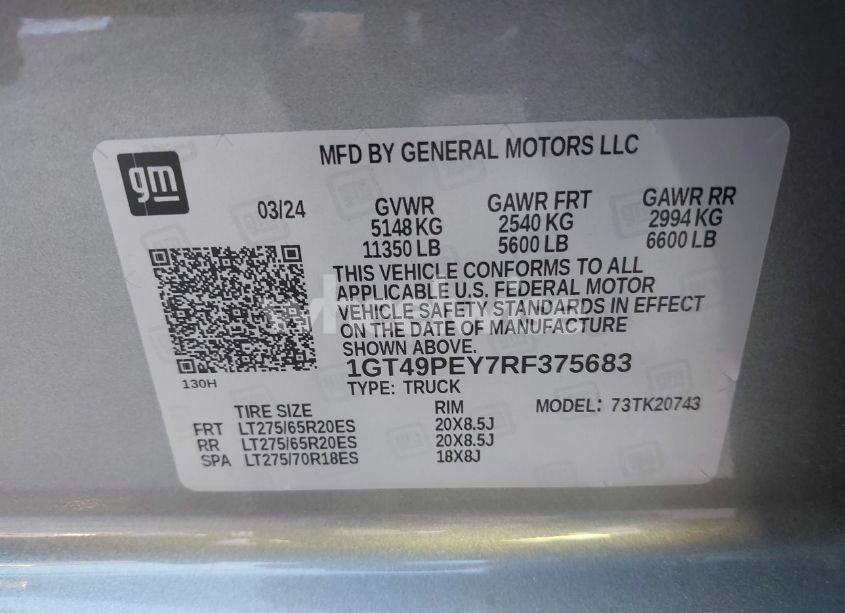 gm
MFD BY GENERAL MOTORS LLC
03/24
GVWR GAWR FRT GAWR RR
5148 KG 2540 KG 2994 KG
11350 LB 5600 LB 6600 LB
THIS VEHICLE CONFORMS TO ALL
APPLICABLE U.S. FEDERAL MOTOR
VEHICLE SAFETY STANDARDS IN EFFECT
ON THE DATE OF MANUFACTURE
SHOWN ABOVE.
1GT49PEY7RF375683
130H
TYPE: TRUCK
TIRE SIZE RIM MODEL: 73TK20743
FRT LT275/65R20ES 20X8.5J
RR LT275/65R20ES 20X8.5J
SPA LT275/70R18ES 18X8J